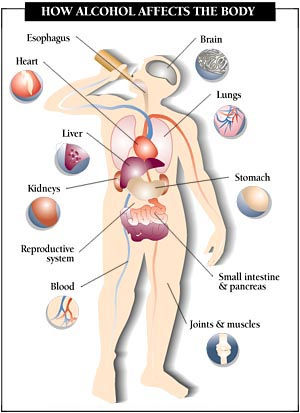 HOW ALCOHOL AFFECTS THE BODY
Esophagus
Brain
Heart
Lungs
Liver
Kidneys
Stomach
Reproductive
system
Small intestine
& pancreas
Blood
Joints & muscles